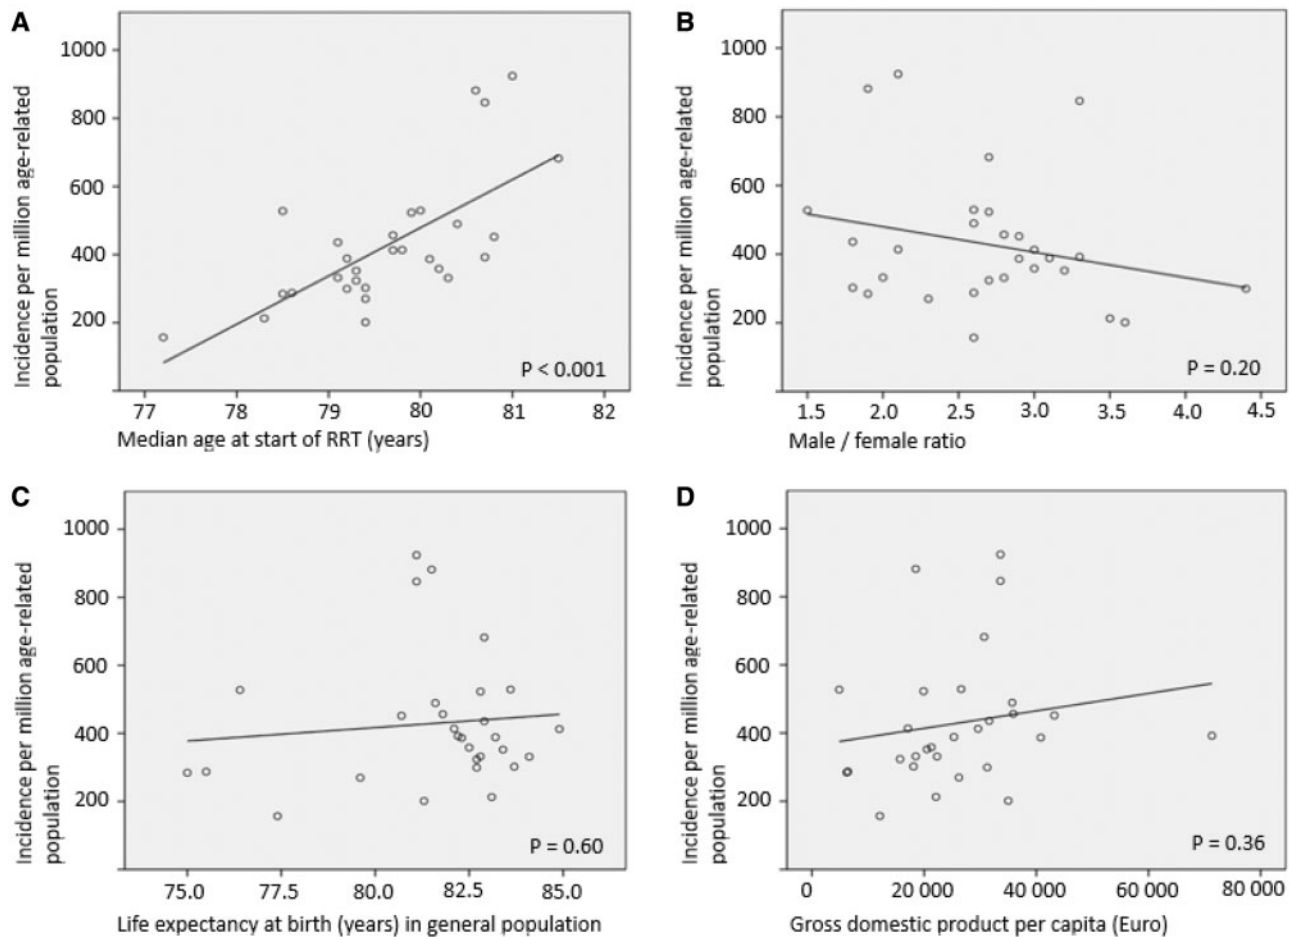 A
Incidence per million age-related
population
1000
800
600
400
200
P < 0.001
77 78 79 80 81 82
Median age at start of RRT (years)
B
Incidence per million age-related
population
1000
800
600
400
200
P = 0.20
1.5 2.0 2.5 3.0 3.5 4.0 4.5
Male / female ratio
C
Incidence per million age-related
population
1000
800
600
400
200
P = 0.60
75.0 77.5 80.0 82.5 85.0
Life expectancy at birth (years) in general population
D
Incidence per million age-related
population
1000
800
600
400
200
P = 0.36
0 20 000 40 000 60 000 80 000
Gross domestic product per capita (Euro)